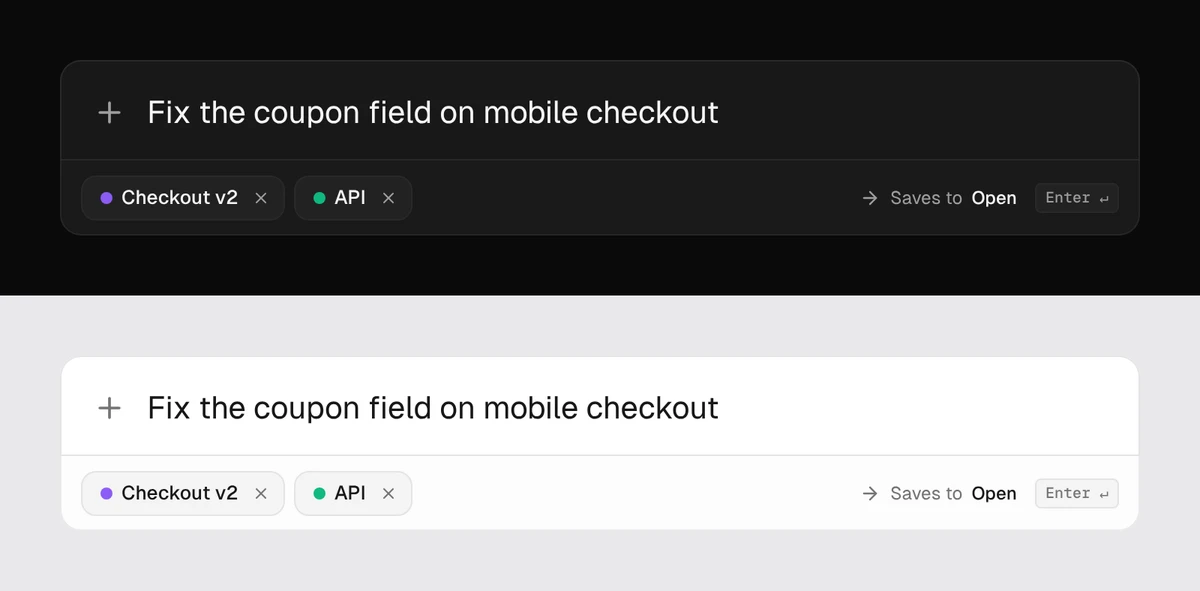 Fix the coupon field on mobile checkout
Checkout v2 × API × → Saves to Open Enter ↵
Fix the coupon field on mobile checkout
Checkout v2 × API × → Saves to Open Enter ↵